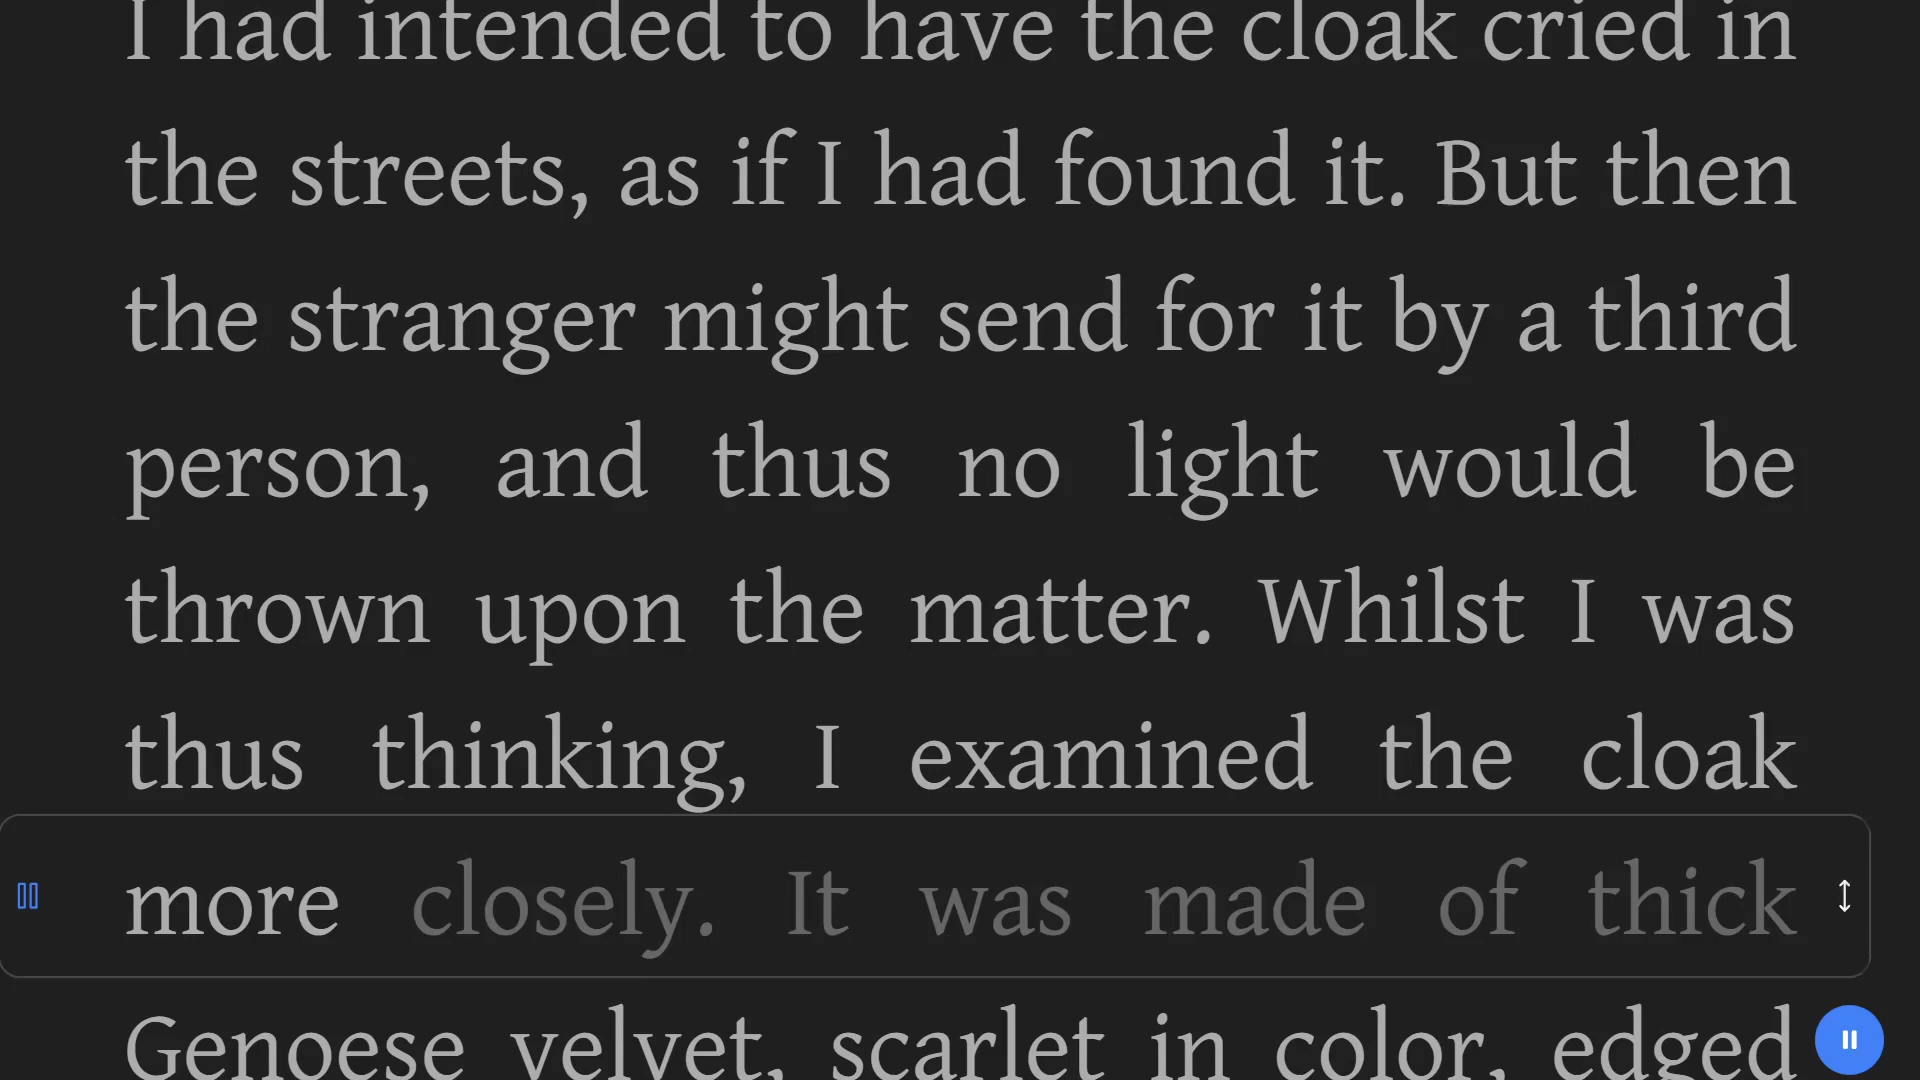 I had intended to have the cloak cried in
the streets, as if I had found it. But then
the stranger might send for it by a third
person, and thus no light would be
thrown upon the matter. Whilst I was
thus thinking, I examined the cloak
more closely. It was made of thick
Genoese velvet, scarlet in color, edged